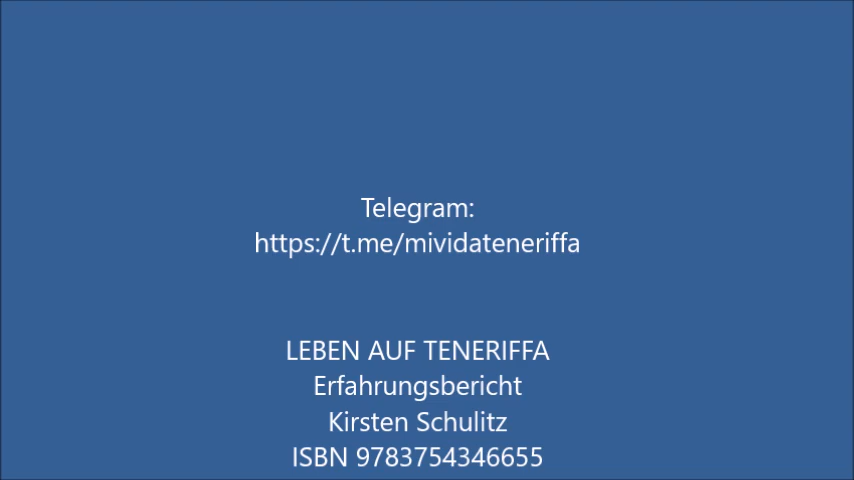 Telegram:
https://t.me/mividateneriffa
LEBEN AUF TENERIFFA
Erfahrungsbericht
Kirsten Schulitz
ISBN 9783754346655